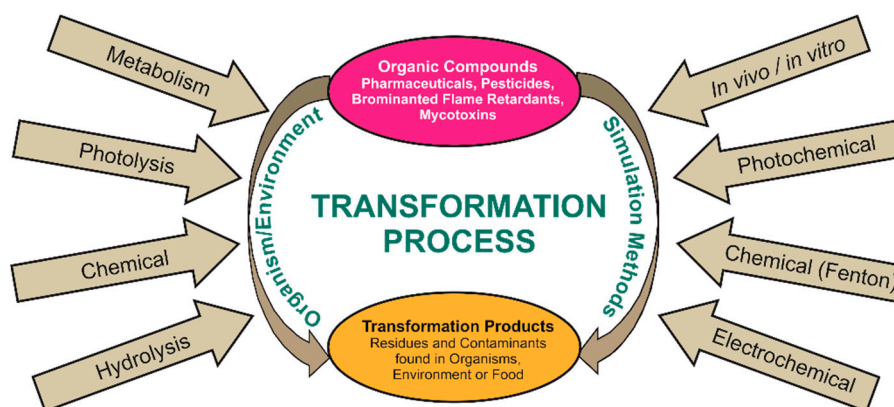 Metabolism
Photolysis
Chemical
Hydrolysis
Organism/Environment
Organic Compounds
Pharmaceuticals, Pesticides,
Brominanted Flame Retardants,
Mycotoxins
TRANSFORMATION
PROCESS
Transformation Products
Residues and Contaminants
found in Organisms,
Environment or Food
Simulation Methods
In vivo / in vitro
Photochemical
Chemical (Fenton)
Electrochemical